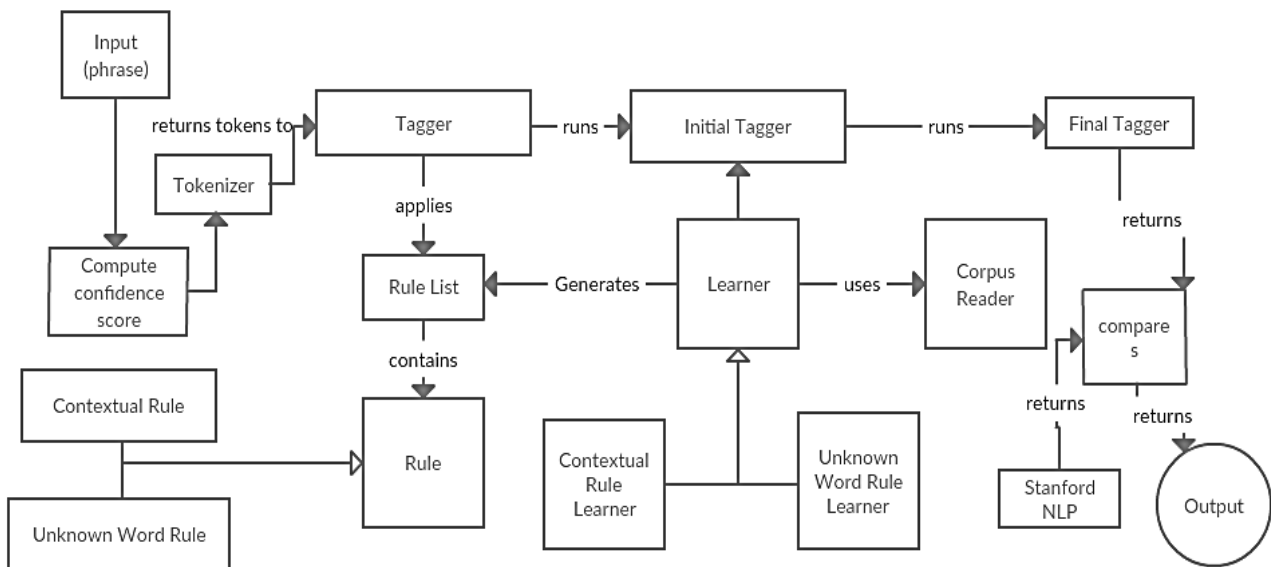 Input
(phrase)
returns tokens to
Tagger
runs
Initial Tagger
runs
Final Tagger
Tokenizer
applies
returns
Compute
confidence
score
Rule List
Generates
Learner
uses
Corpus
Reader
compare
s
contains
Contextual Rule
returns
returns
Rule
Contextual
Rule
Learner
Unknown
Word Rule
Learner
Stanford
NLP
Output
Unknown Word Rule